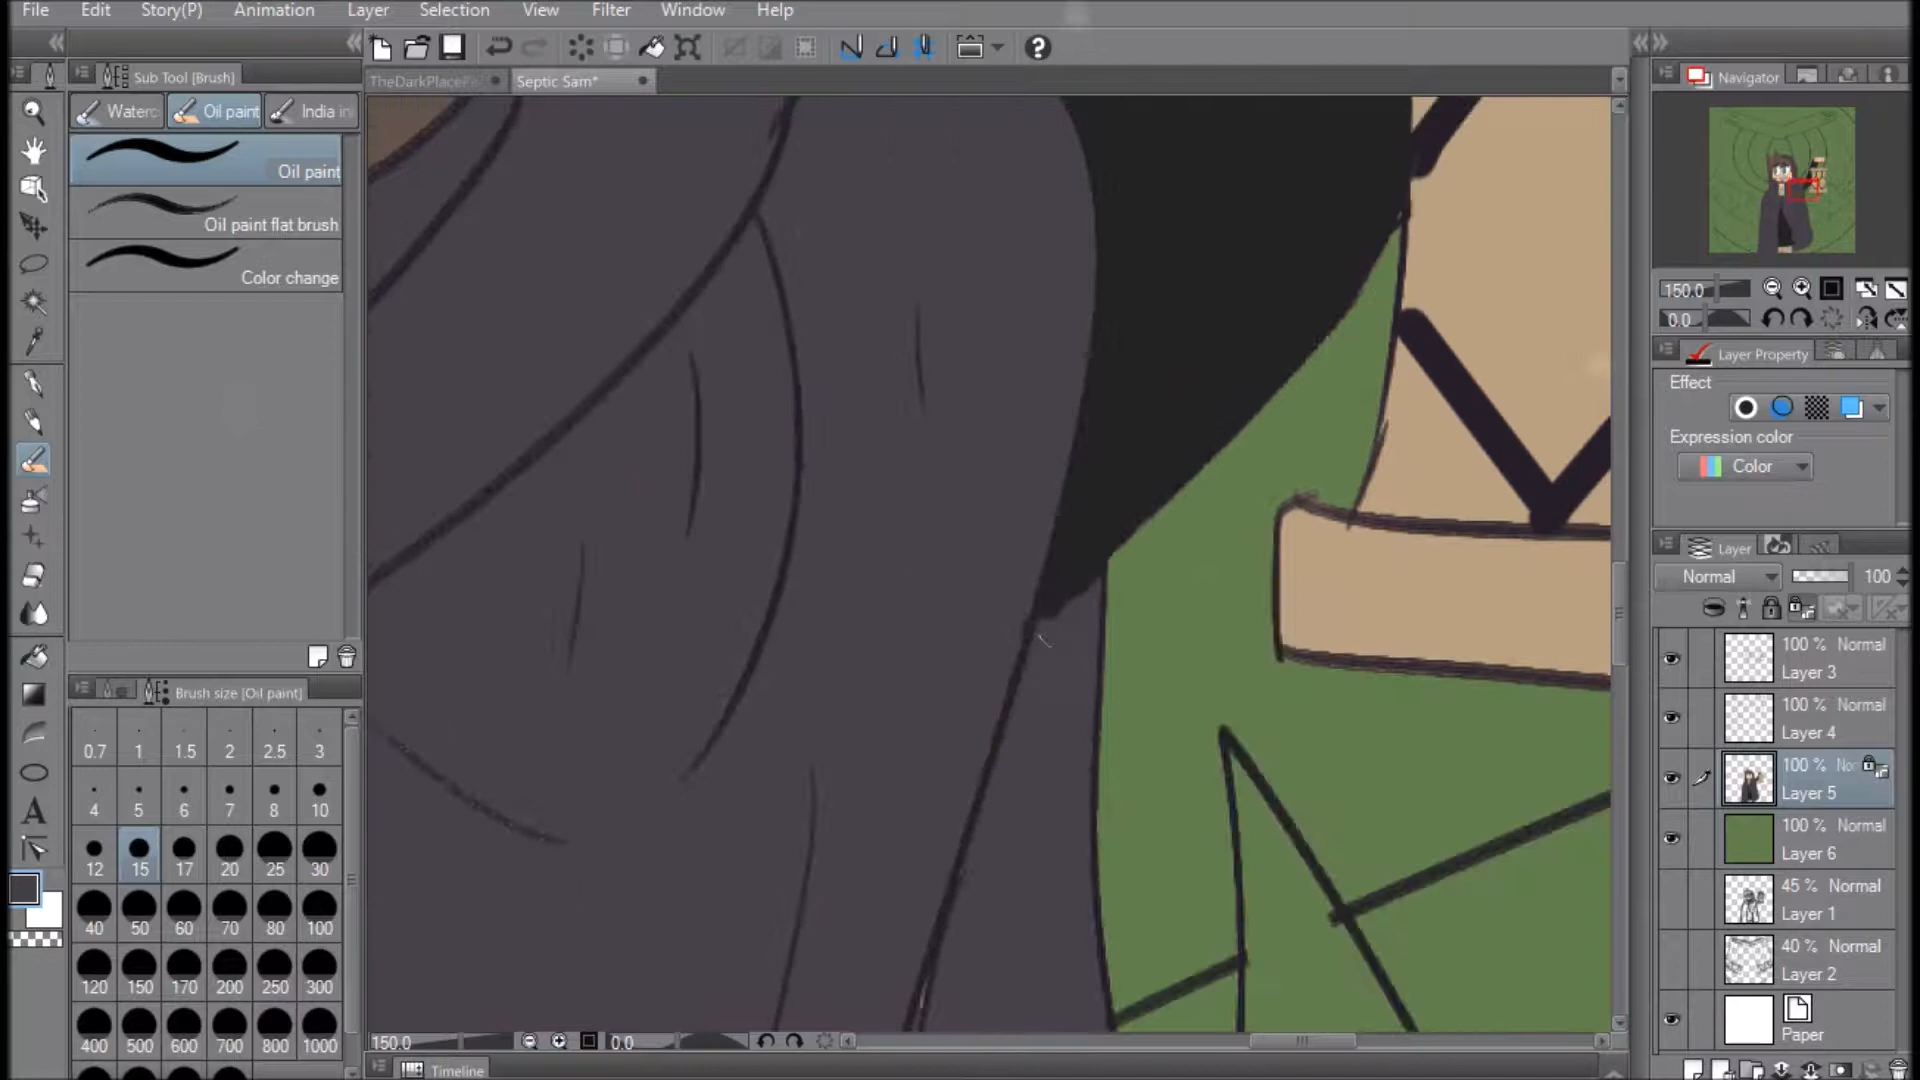 File Edit Story(P) Animation Layer Selection View Filter Window Help
Sub Tool [Brush]
TheDarkPlace
Septic Sam*
Navigator
Waterc
Oil paint
India in
Oil paint
Oil paint flat brush
Color change
150.0
0.0
Layer Property
Effect
Expression color
Color
Layer
Normal 100
100 % Normal
Layer 3
100 % Normal
Layer 4
100 % No
Layer 5
100 % Normal
Layer 6
45 % Normal
Layer 1
40 % Normal
Layer 2
Paper
Brush size [Oil paint]
0.7 1 1.5 2 2.5 3
4 5 6 7 8 10
12 15 17 20 25 30
40 50 60 70 80 100
120 150 170 200 250 300
400 500 600 700 800 1000
150.0 0.0
Timeline